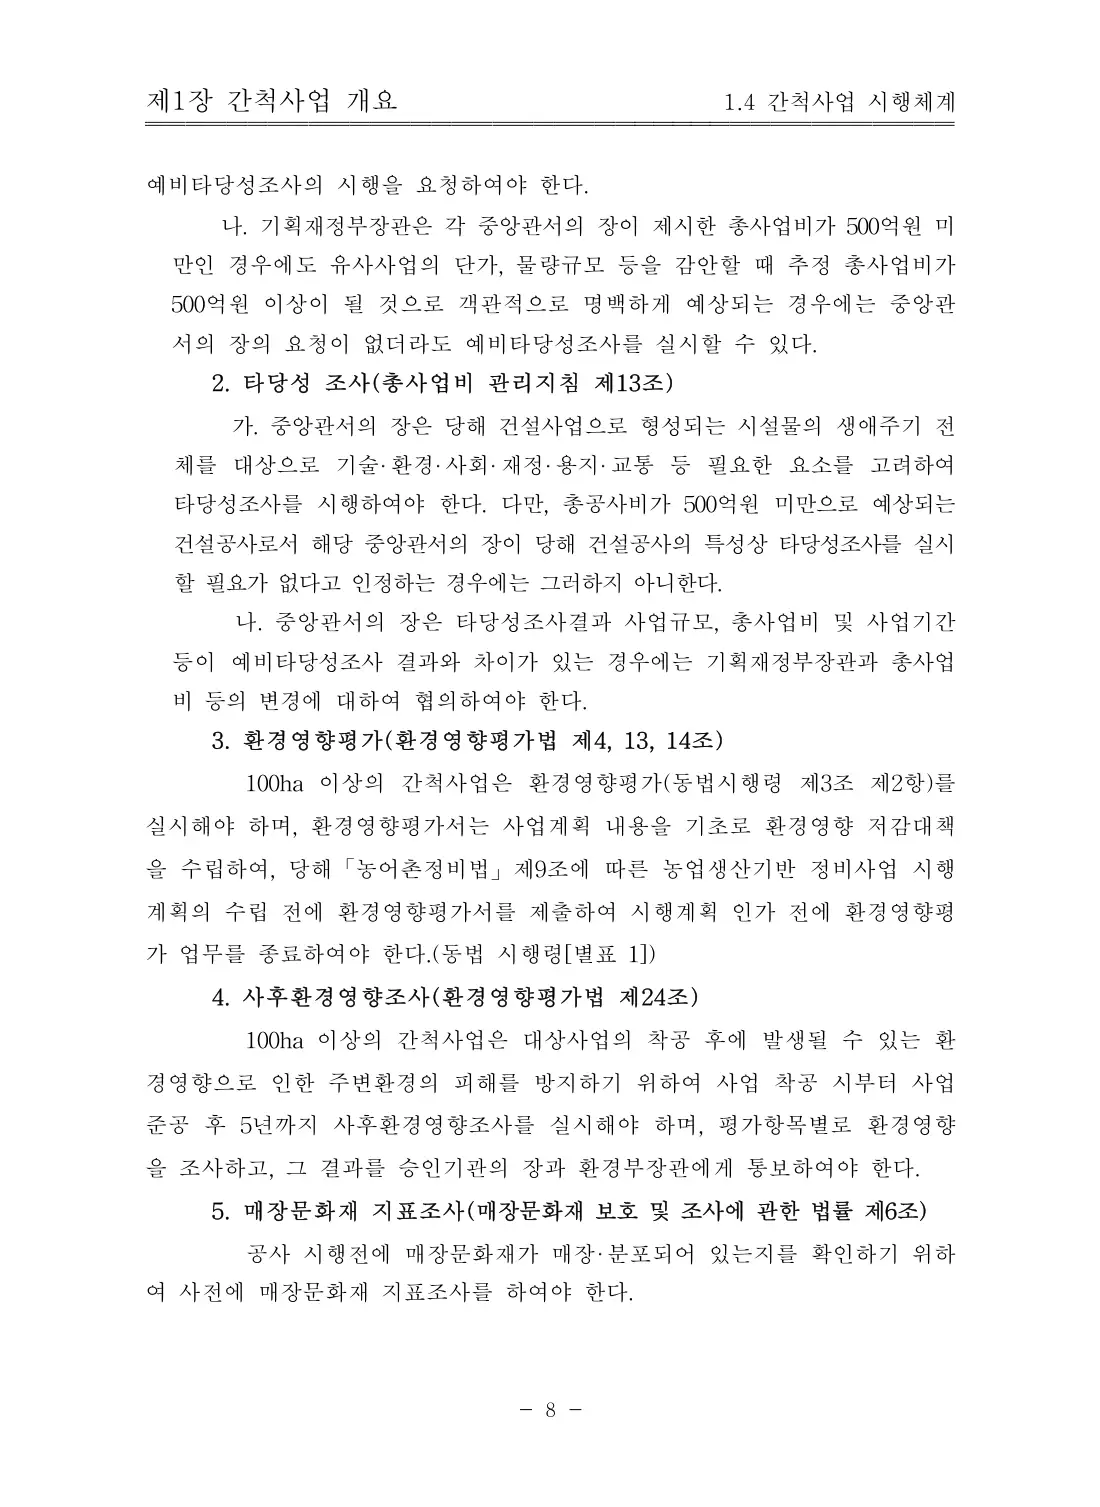 제1장 간척사업 개요
1.4 간척사업 시행체계
예비타당성조사의 시행을 요청하여야 한다.
나. 기획재정부장관은 각 중앙관서의 장이 제시한 총사업비가 500억원 미
만인 경우에도 유사사업의 단가, 물량규모 등을 감안할 때 추정 총사업비가
500억원 이상이 될 것으로 객관적으로 명백하게 예상되는 경우에는 중앙관
서의 장의 요청이 없더라도 예비타당성조사를 실시할 수 있다.
2. 타당성 조사(총사업비 관리지침 제13조)
가. 중앙관서의 장은 당해 건설사업으로 형성되는 시설물의 생애주기 전
체를 대상으로 기술·환경·사회·재정·용지·교통 등 필요한 요소를 고려하여
타당성조사를 시행하여야 한다. 다만, 총공사비가 500억원 미만으로 예상되는
건설공사로서 해당 중앙관서의 장이 당해 건설공사의 특성상 타당성조사를 실시
할 필요가 없다고 인정하는 경우에는 그러하지 아니한다.
나. 중앙관서의 장은 타당성조사결과 사업규모, 총사업비 및 사업기간
등이 예비타당성조사 결과와 차이가 있는 경우에는 기획재정부장관과 총사업
비 등의 변경에 대하여 협의하여야 한다.
3. 환경영향평가(환경영향평가법 제4, 13, 14조)
100ha 이상의 간척사업은 환경영향평가(동법시행령 제3조 제2항)를
실시해야 하며, 환경영향평가서는 사업계획 내용을 기초로 환경영향 저감대책
을 수립하여, 당해「농어촌정비법」제9조에 따른 농업생산기반 정비사업 시행
계획의 수립 전에 환경영향평가서를 제출하여 시행계획 인가 전에 환경영향평
가 업무를 종료하여야 한다.(동법 시행령[별표 1])
4. 사후환경영향조사(환경영향평가법 제24조)
100ha 이상의 간척사업은 대상사업의 착공 후에 발생될 수 있는 환
경영향으로 인한 주변환경의 피해를 방지하기 위하여 사업 착공 시부터 사업
준공 후 5년까지 사후환경영향조사를 실시해야 하며, 평가항목별로 환경영향
을 조사하고, 그 결과를 승인기관의 장과 환경부장관에게 통보하여야 한다.
5. 매장문화재 지표조사(매장문화재 보호 및 조사에 관한 법률 제6조)
공사 시행전에 매장문화재가 매장·분포되어 있는지를 확인하기 위하
여 사전에 매장문화재 지표조사를 하여야 한다.
- 8 -